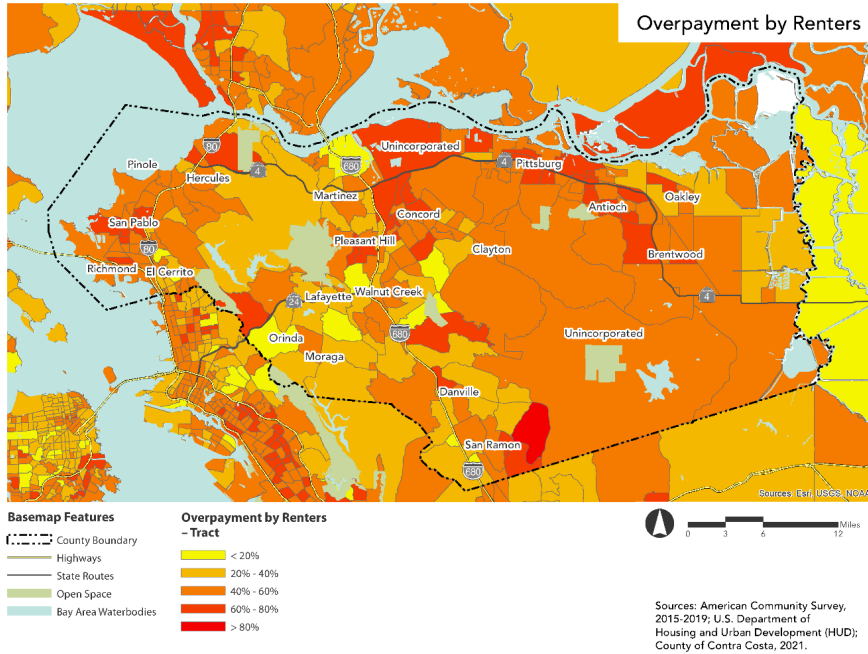 Overpayment by Renters
80
Unincorporated
Pinole
680
4
Pittsburg
4
Hercules
Martinez
Oakley
Antioch
San Pablo
Concord
80
Pleasant Hill
Clayton
Brentwood
Richmond
El Cerrito
Lafayette
Walnut Creek
24
4
680
Unincorporated
Orinda
Moraga
Danville
San Ramon
680
Sources: Esri, USGS, NOAA
Basemap Features
County Boundary
Highways
State Routes
Open Space
Bay Area Waterbodies
Overpayment by Renters
– Tract
< 20%
20% - 40%
40% - 60%
60% - 80%
> 80%
Miles
0 3 6 12
Sources: American Community Survey,
2015-2019; U.S. Department of
Housing and Urban Development (HUD);
County of Contra Costa, 2021.